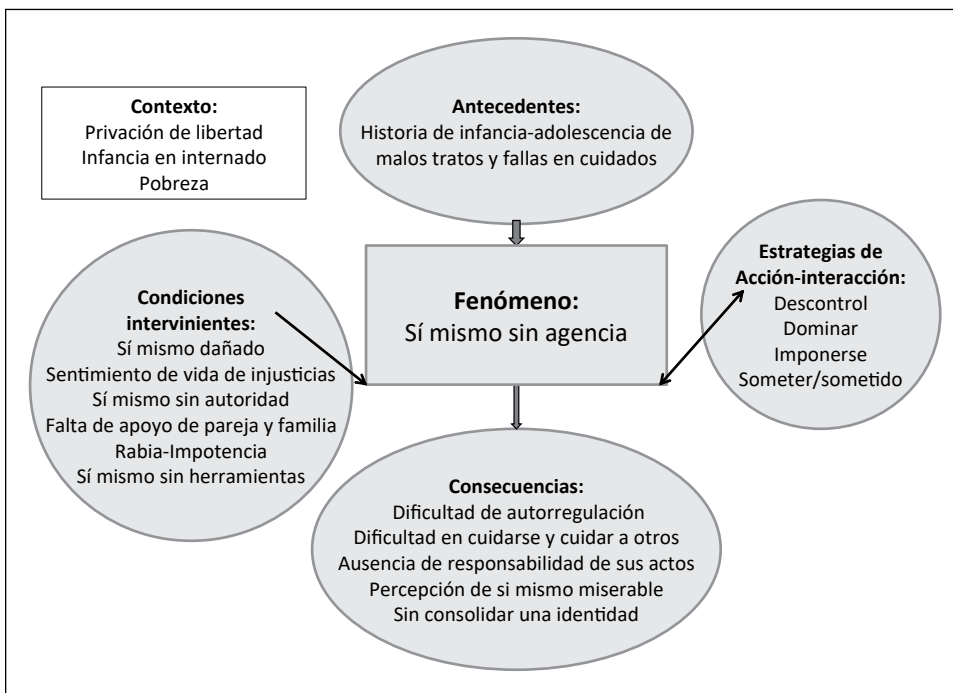 Contexto:
Privación de libertad
Infancia en internado
Pobreza
Antecedentes:
Historia de infancia-adolescencia de
malos tratos y fallas en cuidados
Condiciones
intervinientes:
Sí mismo dañado
Sentimiento de vida de injusticias
Sí mismo sin autoridad
Falta de apoyo de pareja y familia
Rabia-Impotencia
Sí mismo sin herramientas
Fenómeno:
Sí mismo sin agencia
Estrategias de
Acción-interacción:
Descontrol
Dominar
Imponerse
Someter/sometido
Consecuencias:
Dificultad de autorregulación
Dificultad en cuidarse y cuidar a otros
Ausencia de responsabilidad de sus actos
Percepción de si mismo miserable
Sin consolidar una identidad